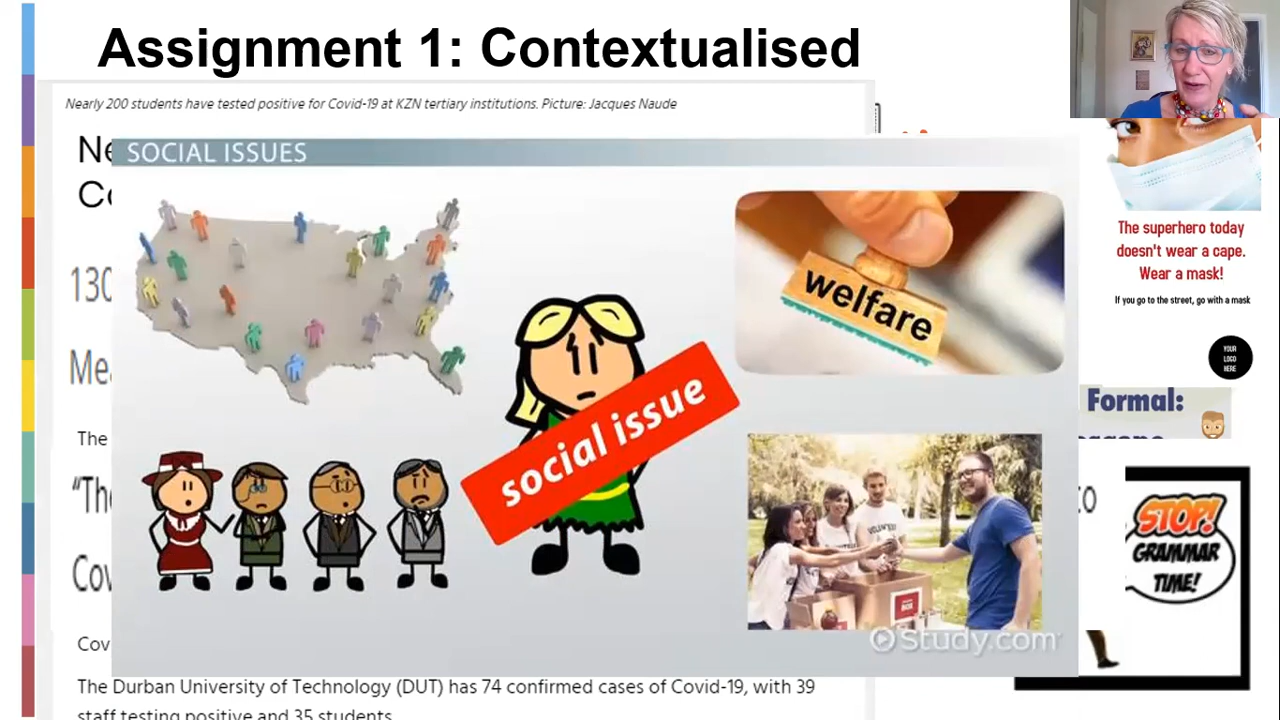 Assignment 1: Contextualised
Nearly 200 students have tested positive for Covid-19 at KZN tertiary institutions. Picture: Jacques Naude
SOCIAL ISSUES
130
welfare
social issue
The
Study.com
The Durban University of Technology (DUT) has 74 confirmed cases of Covid-19, with 39
staff testing positive and 35 students
The superhero today
doesn't wear a cape.
Wear a mask!
If you go to the street, go with a mask
YOUR
LOGO
HERE
Formal:
to
STOP!
GRAMMAR
TIME!